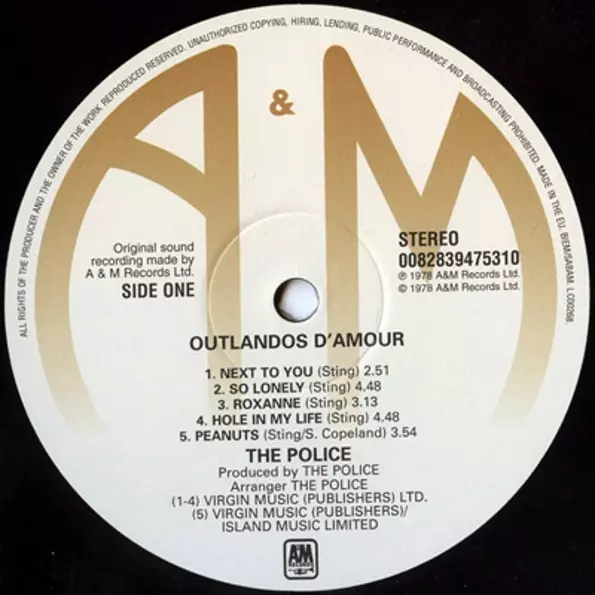 ALL RIGHTS OF THE PRODUCER AND THE OWNER OF THE WORK REPRODUCED RESERVED. UNAUTHORIZED COPYING, HIRING, LENDING, PUBLIC PERFORMANCE AND BROADCASTING PROHIBITED. MADE IN THE EU. BIEM/SABAM. LC00268.
A & M
Original sound
recording made by
A & M Records Ltd.
SIDE ONE
STEREO
0082839475310
℗ 1978 A&M Records Ltd.
© 1978 A&M Records Ltd.
OUTLANDOS D'AMOUR
1. NEXT TO YOU (Sting) 2.51
2. SO LONELY (Sting) 4.48
3. ROXANNE (Sting) 3.13
4. HOLE IN MY LIFE (Sting) 4.48
5. PEANUTS (Sting/S. Copeland) 3.54
THE POLICE
Produced by THE POLICE
Arranger THE POLICE
(1-4) VIRGIN MUSIC (PUBLISHERS) LTD.
(5) VIRGIN MUSIC (PUBLISHERS)/
ISLAND MUSIC LIMITED
A&M
RECORDS